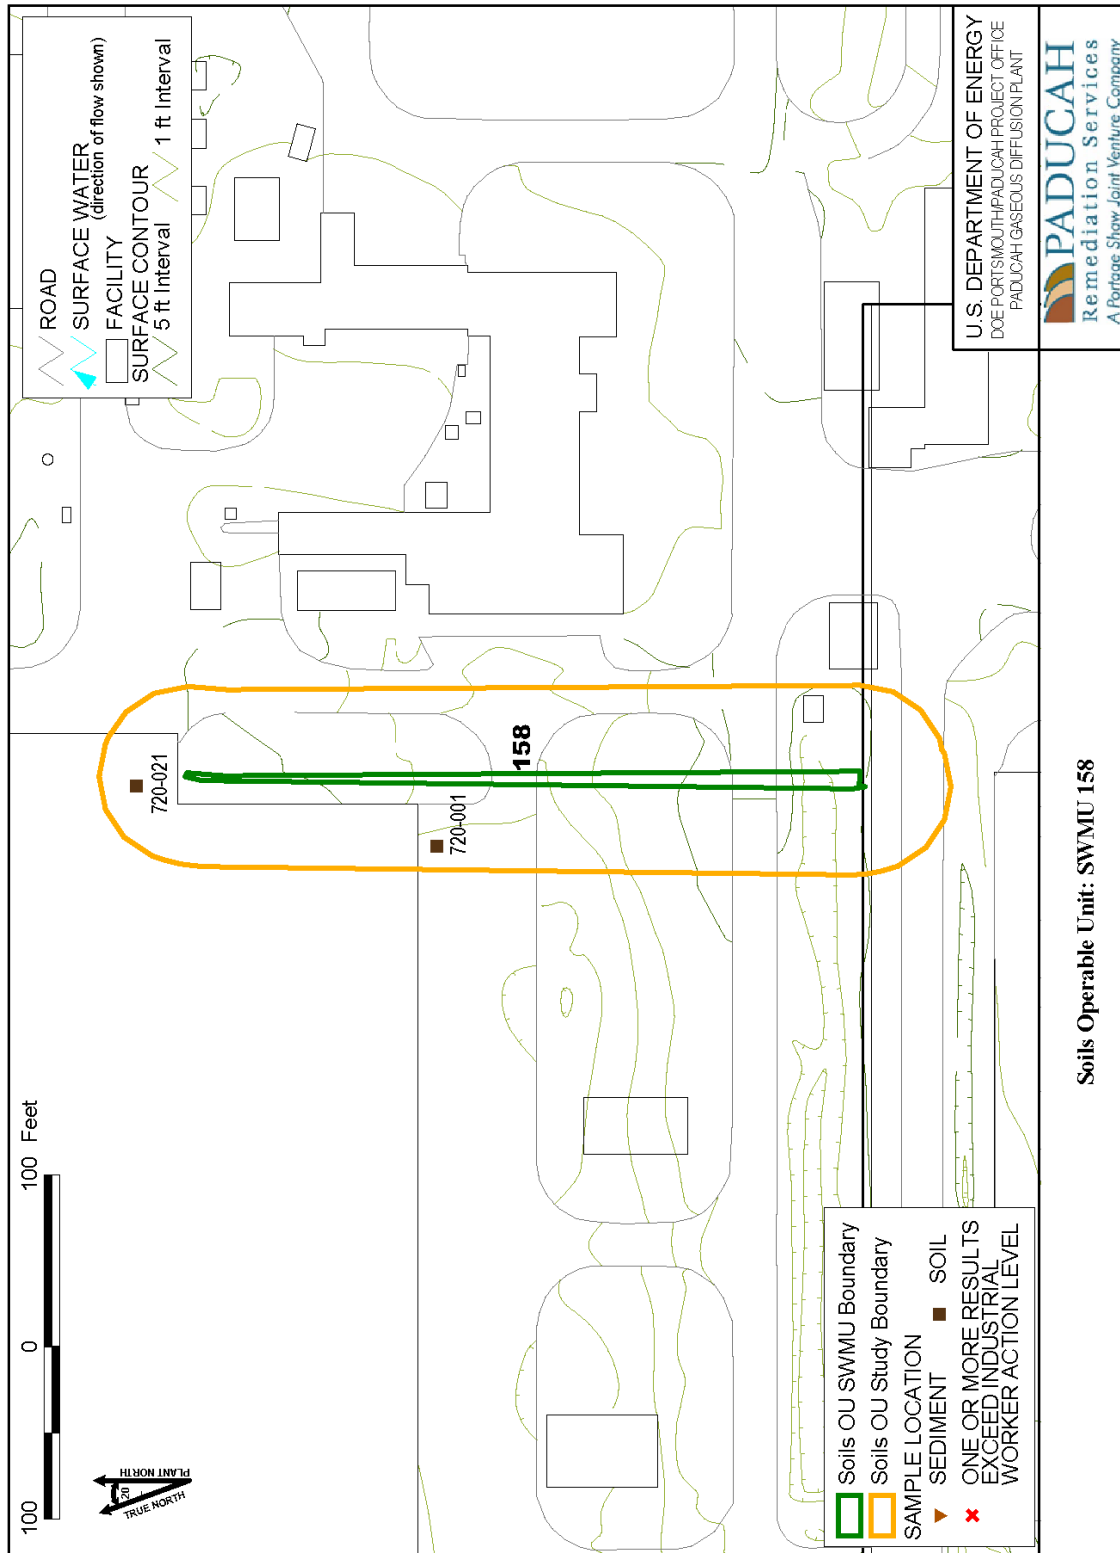 ROAD
SURFACE WATER
(direction of flow shown)
FACILITY
SURFACE CONTOUR
5 ft Interval
1 ft Interval
100
0
100 Feet
TRUE NORTH
20
PLANT NORTH
720-021
720-001
158
Soils OU SWMU Boundary
Soils OU Study Boundary
SAMPLE LOCATION
SEDIMENT
SOIL
ONE OR MORE RESULTS
EXCEED INDUSTRIAL
WORKER ACTION LEVEL
U.S. DEPARTMENT OF ENERGY
DOE PORTSMOUTH/PADUCAH PROJECT OFFICE
PADUCAH GASEOUS DIFFUSION PLANT
PADUCAH
Remediation Services
A Portage Shaw Joint Venture Company
Soils Operable Unit: SWMU 158